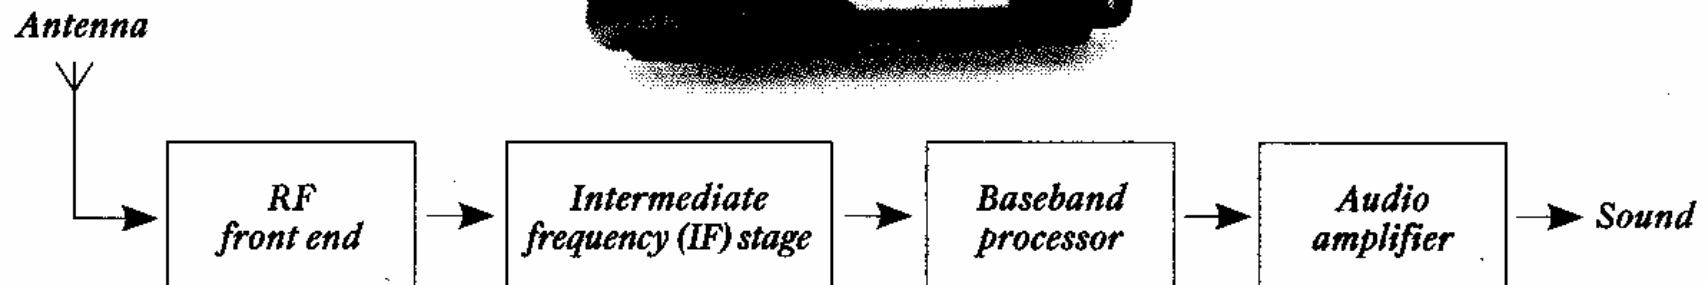 Antenna
RF
front end
Intermediate
frequency (IF) stage
Baseband
processor
Audio
amplifier
Sound